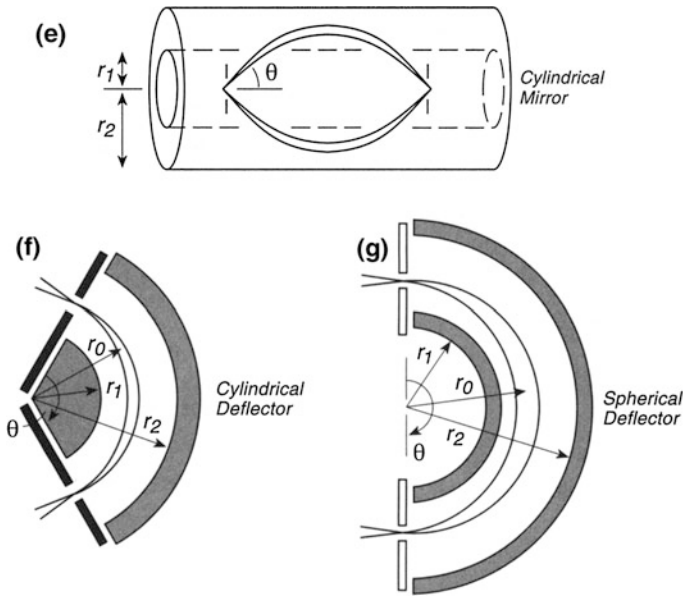 (e)
r1
r2
θ
Cylindrical
Mirror
(f)
r0
r1
r2
θ
Cylindrical
Deflector
(g)
r1
r0
r2
θ
Spherical
Deflector